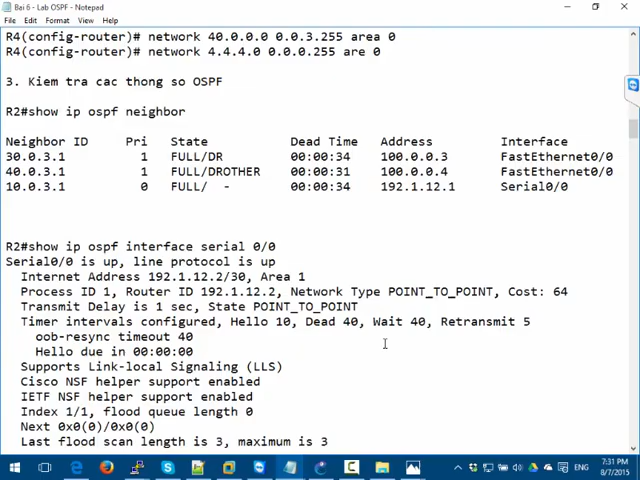 Bai 6 - Lab OSPF - Notepad
File Edit Format View Help
R4(config-router)# network 40.0.0.0 0.0.3.255 area 0
R4(config-router)# network 4.4.4.0 0.0.0.255 are 0
3. Kiem tra cac thong so OSPF
R2#show ip ospf neighbor
Neighbor ID Pri State Dead Time Address Interface
30.0.3.1 1 FULL/DR 00:00:34 100.0.0.3 FastEthernet0/0
40.0.3.1 1 FULL/DROTHER 00:00:31 100.0.0.4 FastEthernet0/0
10.0.3.1 0 FULL/ - 00:00:34 192.1.12.1 Serial0/0
R2#show ip ospf interface serial 0/0
Serial0/0 is up, line protocol is up
Internet Address 192.1.12.2/30, Area 1
Process ID 1, Router ID 192.1.12.2, Network Type POINT_TO_POINT, Cost: 64
Transmit Delay is 1 sec, State POINT_TO_POINT
Timer intervals configured, Hello 10, Dead 40, Wait 40, Retransmit 5
oob-resync timeout 40
Hello due in 00:00:00
Supports Link-local Signaling (LLS)
Cisco NSF helper support enabled
IETF NSF helper support enabled
Index 1/1, flood queue length 0
Next 0x0(0)/0x0(0)
Last flood scan length is 3, maximum is 3
ENG
7:31 PM
8/7/2015